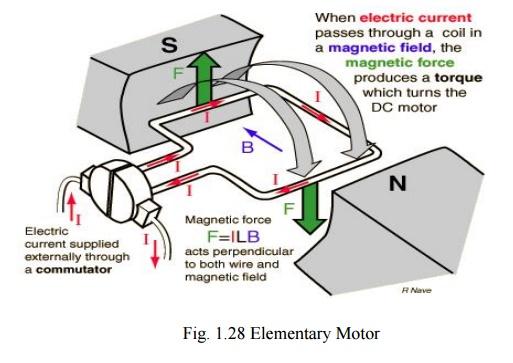 When electric current
passes through a coil in
a magnetic field, the
magnetic force
produces a torque
which turns the
DC motor
S
F
I
I
B
I
I
I
F
N
I
I
Electric
current supplied
externally through
a commutator
Magnetic force
F=ILB
acts perpendicular
to both wire and
magnetic field
R Nave
Fig. 1.28 Elementary Motor